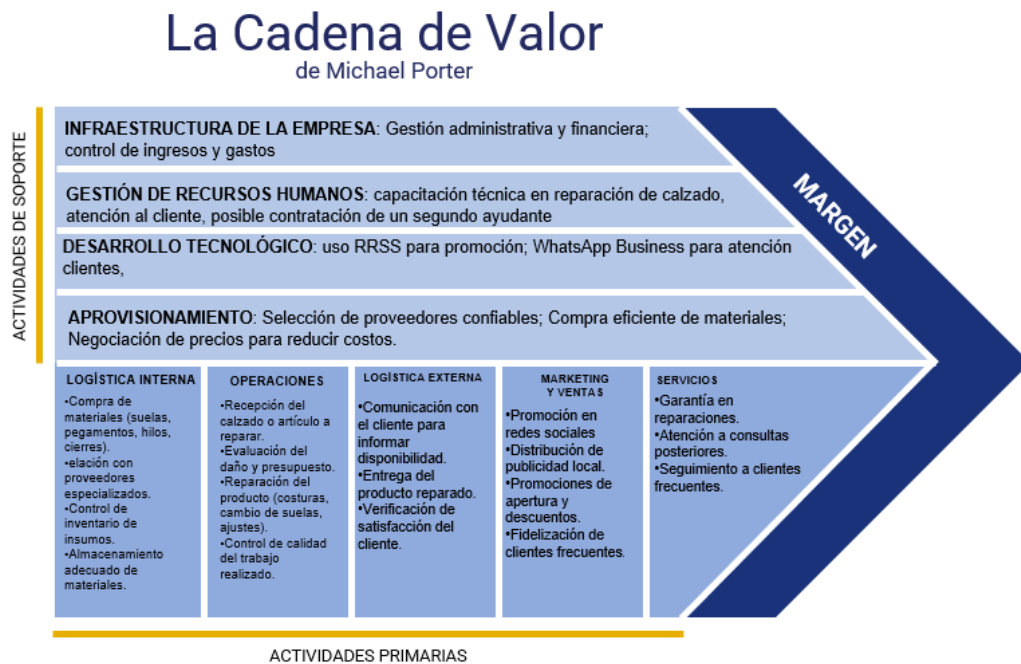 La Cadena de Valor
de Michael Porter
ACTIVIDADES DE SOPORTE
INFRAESTRUCTURA DE LA EMPRESA: Gestión administrativa y financiera;
control de ingresos y gastos
GESTIÓN DE RECURSOS HUMANOS: capacitación técnica en reparación de calzado,
atención al cliente, posible contratación de un segundo ayudante
DESARROLLO TECNOLÓGICO: uso RRSS para promoción; WhatsApp Business para atención
clientes,
APROVISIONAMIENTO: Selección de proveedores confiables; Compra eficiente de materiales;
Negociación de precios para reducir costos.
MARGEN
LOGÍSTICA INTERNA
•Compra de
materiales (suelas,
pegamentos, hilos,
cierres).
•elación con
proveedores
especializados.
•Control de
inventario de
insumos.
•Almacenamiento
adecuado de
materiales.
OPERACIONES
•Recepción del
calzado o artículo a
reparar.
•Evaluación del
daño y presupuesto.
•Reparación del
producto (costuras,
cambio de suelas,
ajustes).
•Control de calidad
del trabajo
realizado.
LOGÍSTICA EXTERNA
•Comunicación con
el cliente para
informar
disponibilidad.
•Entrega del
producto reparado.
•Verificación de
satisfacción del
cliente.
MARKETING
Y VENTAS
•Promoción en
redes sociales
•Distribución de
publicidad local.
•Promociones de
apertura y
descuentos.
•Fidelización de
clientes frecuentes.
SERVICIOS
•Garantía en
reparaciones.
•Atención a consultas
posteriores.
•Seguimiento a clientes
frecuentes.
ACTIVIDADES PRIMARIAS